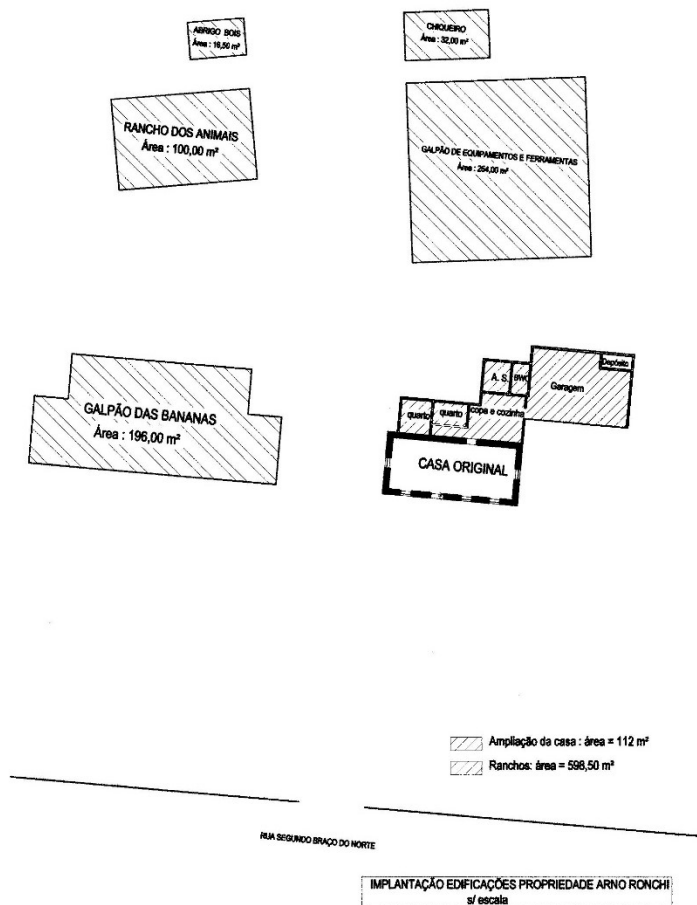 ABRIGO BOIS
Área : 16,50 m²
CHIQUEIRO
Área : 32,00 m²
RANCHO DOS ANIMAIS
Área : 100,00 m²
GALPÃO DE EQUIPAMENTOS E FERRAMENTAS
Área : 254,00 m²
GALPÃO DAS BANANAS
Área : 196,00 m²
Depósito
A. S.
BWC
Garagem
quarto
quarto
copa e cozinha
CASA ORIGINAL
Ampliação da casa : área = 112 m²
Ranchos: área = 598,50 m²
RUA SEGUNDO BRAÇO DO NORTE
IMPLANTAÇÃO EDIFICAÇÕES PROPRIEDADE ARNO RONCHI
s/ escala